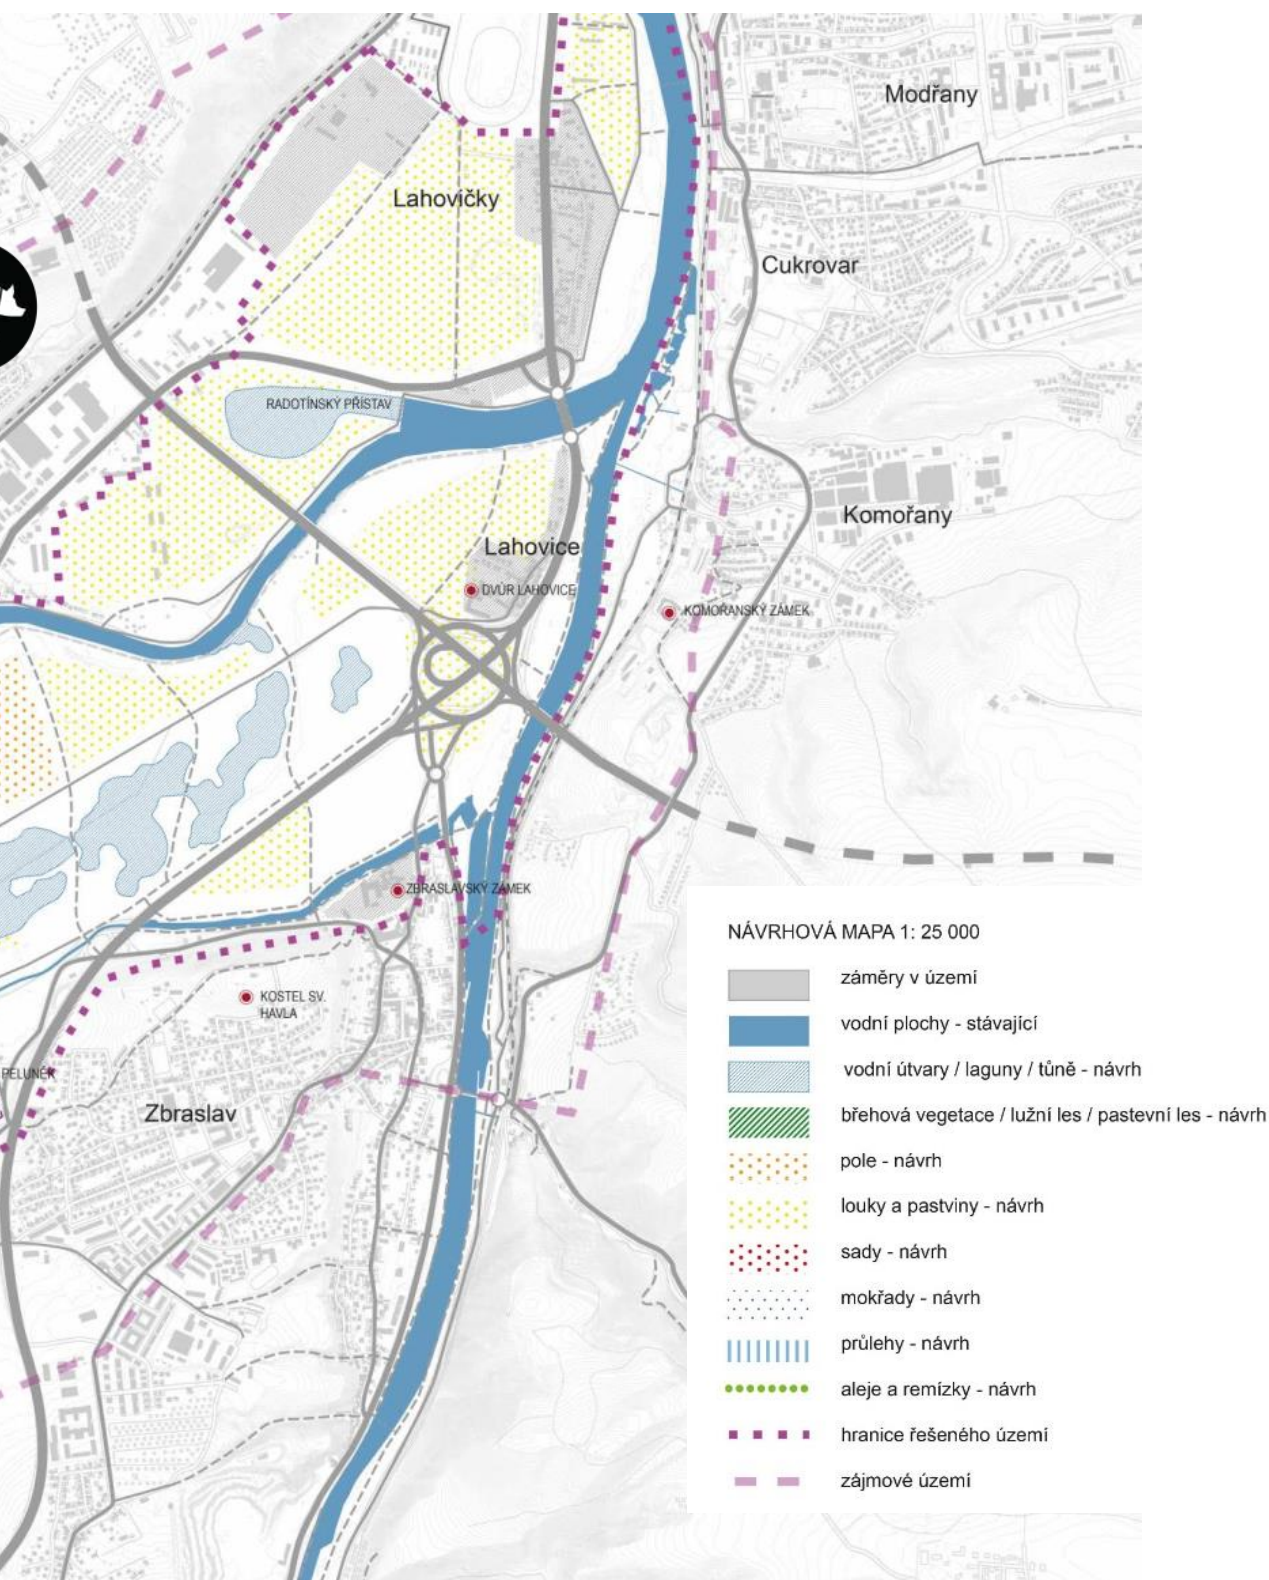 Modřany
Lahovičky
Cukrovar
RADOTÍNSKÝ PŘÍSTAV
Komořany
Lahovice
DVŮR LAHOVICE
KOMOŘANSKÝ ZÁMEK
ZBRASLAVSKÝ ZÁMEK
KOSTEL SV.
HAVLA
PELUNĚK
Zbraslav
NÁVRHOVÁ MAPA 1: 25 000
záměry v území
vodní plochy - stávající
vodní útvary / laguny / tůně - návrh
břehová vegetace / lužní les / pastevní les - návrh
pole - návrh
louky a pastviny - návrh
sady - návrh
mokřady - návrh
průlehy - návrh
aleje a remízky - návrh
hranice řešeného území
zájmové území